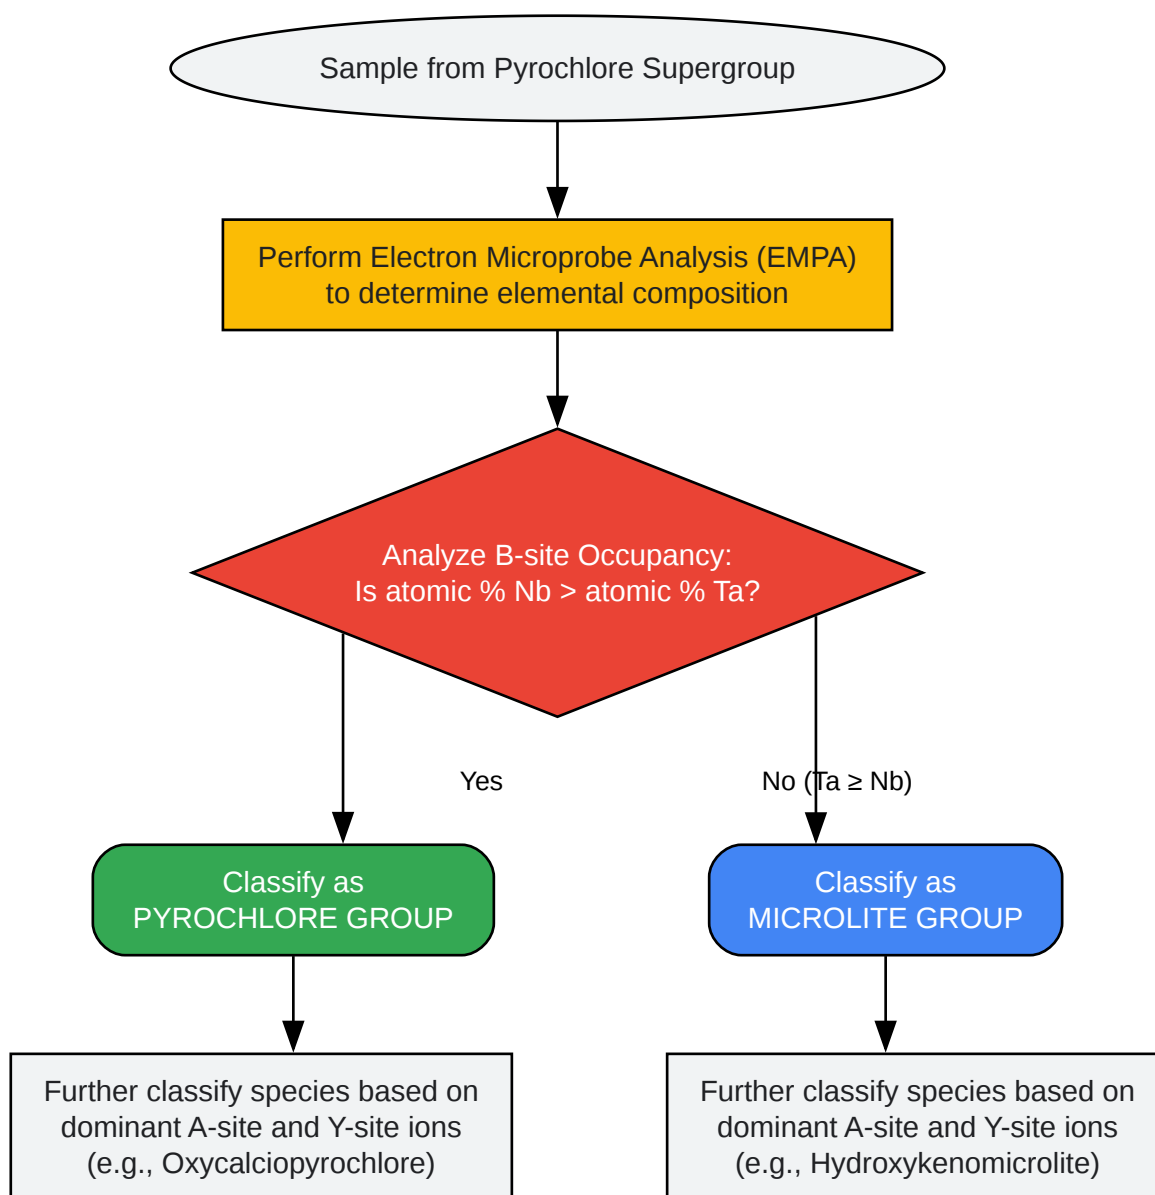 Sample from Pyrochlore Supergroup
Perform Electron Microprobe Analysis (EMPA)
to determine elemental composition
Analyze B-site Occupancy:
Is atomic % Nb > atomic % Ta?
Yes
No (Ta ≥ Nb)
Classify as
PYROCHLORE GROUP
Classify as
MICROLITE GROUP
Further classify species based on
dominant A-site and Y-site ions
(e.g., Oxycalciopyrochlore)
Further classify species based on
dominant A-site and Y-site ions
(e.g., Hydroxykenomicrolite)